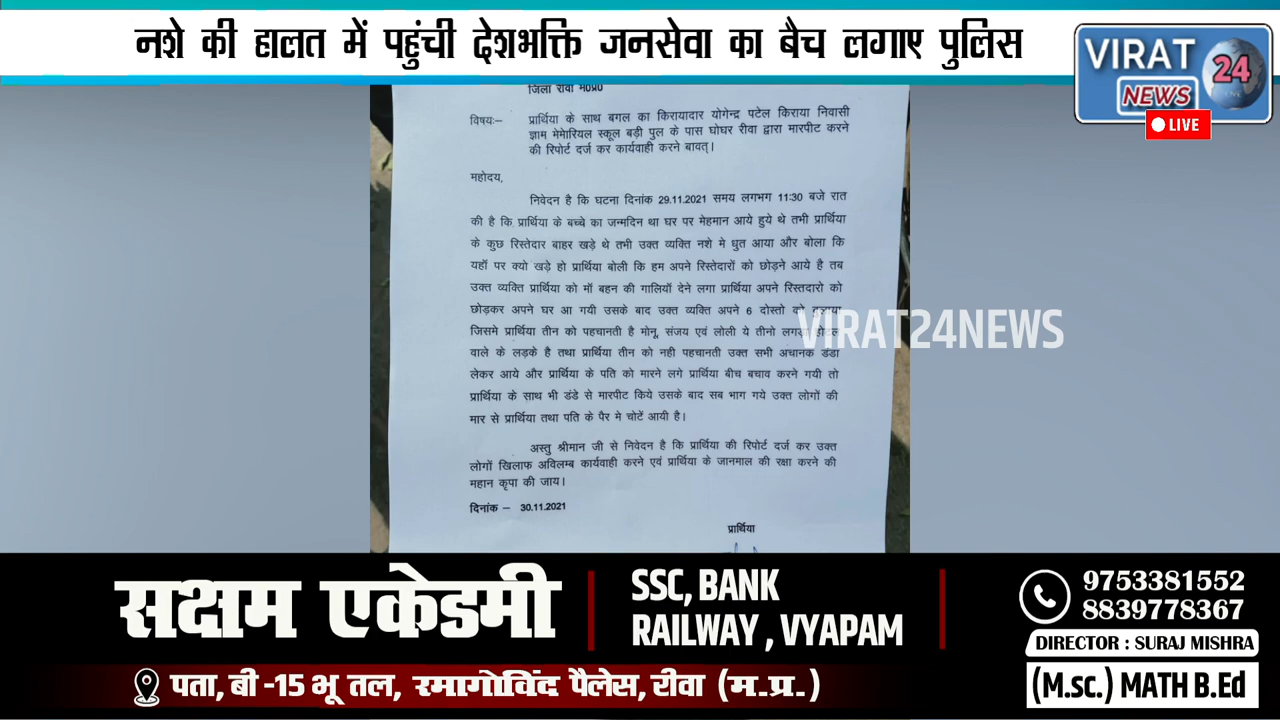 नशे की हालत में पहुंची देशभक्ति जनसेवा का बैच लगाए पुलिस
VIRAT
24
NEWS
LIVE
जिला रीवा म०प्र०
विषयः— प्रार्थिया के साथ बगल का किरायादार योगेन्द्र पटेल किराया निवासी
ज्ञाम मेमेारियल स्कूल बड़ी पुल के पास घोघर रीवा द्वारा मारपीट करने
की रिपोर्ट दर्ज कर कार्यवाही करने बावत्।
महोदय,
निवेदन है कि घटना दिनांक 29.11.2021 समय लगभग 11:30 बजे रात
की है कि प्रार्थिया के बच्चे का जन्मदिन था घर पर मेहमान आये हुये थे तभी प्रार्थिया
के कुछ रिस्तेदार बाहर खड़े थे तभी उक्त व्यक्ति नशे मे धुत आया और बोला कि
यहॉं पर क्यो खड़े हो प्रार्थिया बोली कि हम अपने रिस्तेदारों को छोड़ने आये है तब
उक्त व्यक्ति प्रार्थिया को मॉं बहन की गालियॉं देने लगा प्रार्थिया अपने रिस्तदारो को
छोड़कर अपने घर आ गयी उसके बाद उक्त व्यक्ति अपने 6 दोस्तो को बुलाया
जिसमे प्रार्थिया तीन को पहचानती है मोनू, संजय एवं लोली ये तीनो लगड़ा होटल
वाले के लड़के है तथा प्रार्थिया तीन को नही पहचानती उक्त सभी अधानक डंडा
लेकर आये और प्रार्थिया के पति को मारने लगे प्रार्थिया बीच बचाव करने गयी तो
प्रार्थिया के साथ भी डंडे से मारपीट किये उसके बाद सब भाग गये उक्त लोगों की
मार से प्रार्थिया तथा पति के पैर मे चोटें आयी है।
अस्तु श्रीमान जी से निवेदन है कि प्रार्थिया की रिपोर्ट दर्ज कर उक्त
लोगों खिलाफ अविलम्ब कार्यवाही करने एवं प्रार्थिया के जानमाल की रक्षा करने की
महान कृपा की जाय।
दिनांक — 30.11.2021
प्रार्थिया
VIRAT24NEWS
सक्षम एकेडमी
SSC, BANK
RAILWAY , VYAPAM
9753381552
8839778367
DIRECTOR : SURAJ MISHRA
(M.sc.) MATH B.Ed
पता, बी -15 भू तल, रमागोविंद पैलेस, रीवा (म.प्र.)